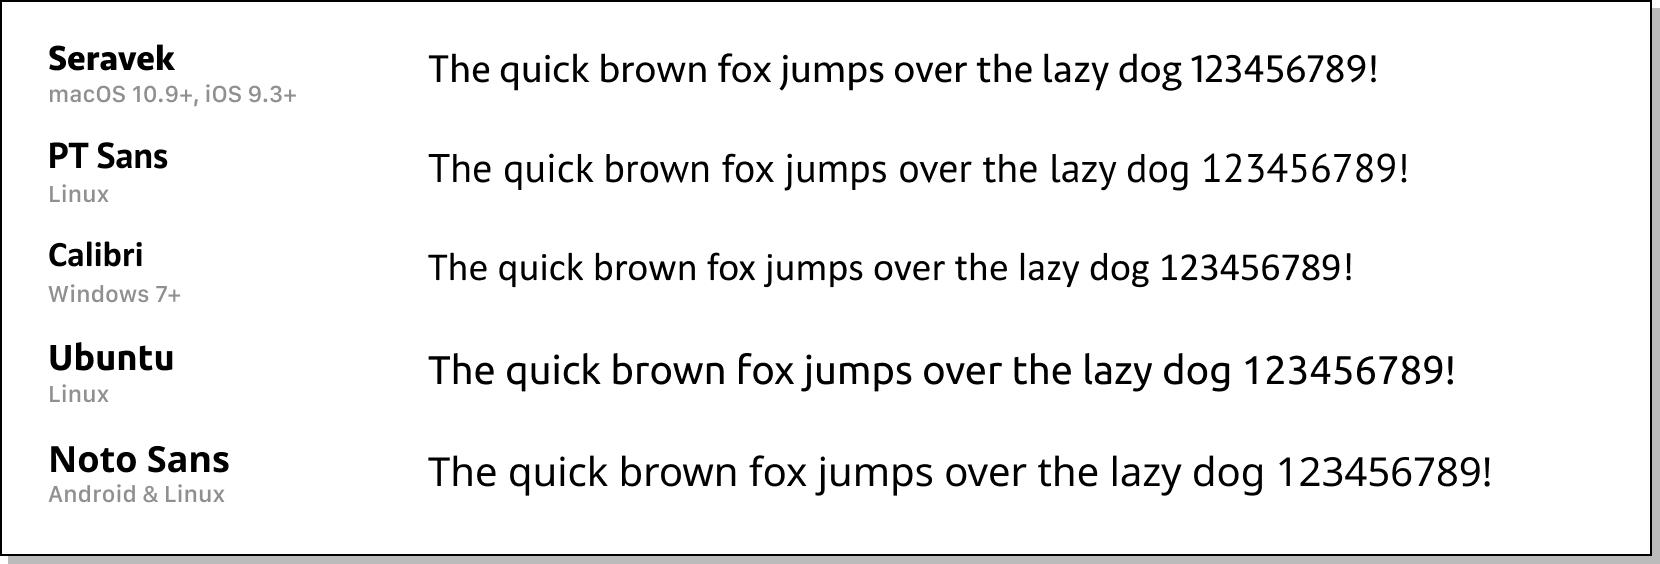 Seravek
macOS 10.9+, iOS 9.3+
The quick brown fox jumps over the lazy dog 123456789!
PT Sans
Linux
The quick brown fox jumps over the lazy dog 123456789!
Calibri
Windows 7+
The quick brown fox jumps over the lazy dog 123456789!
Ubuntu
Linux
The quick brown fox jumps over the lazy dog 123456789!
Noto Sans
Android & Linux
The quick brown fox jumps over the lazy dog 123456789!